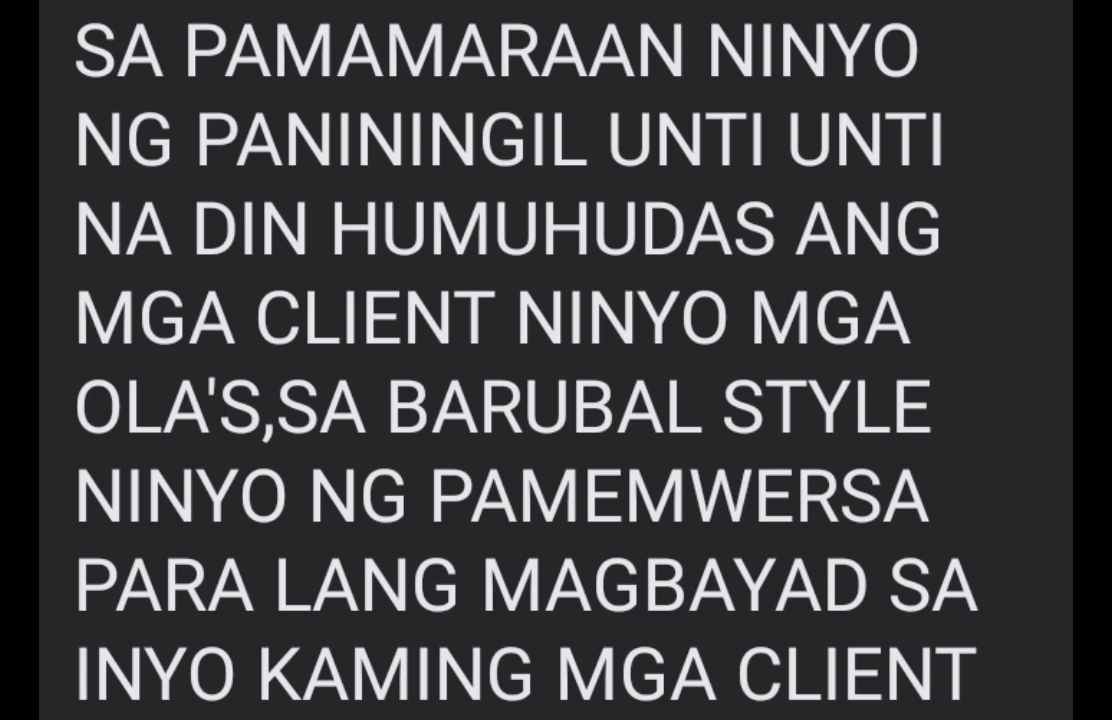 SA PAMAMARAAN NINYO
NG PANININGIL UNTI UNTI
NA DIN HUMUHUDAS ANG
MGA CLIENT NINYO MGA
OLA'S,SA BARUBAL STYLE
NINYO NG PAMEMWERSA
PARA LANG MAGBAYAD SA
INYO KAMING MGA CLIENT